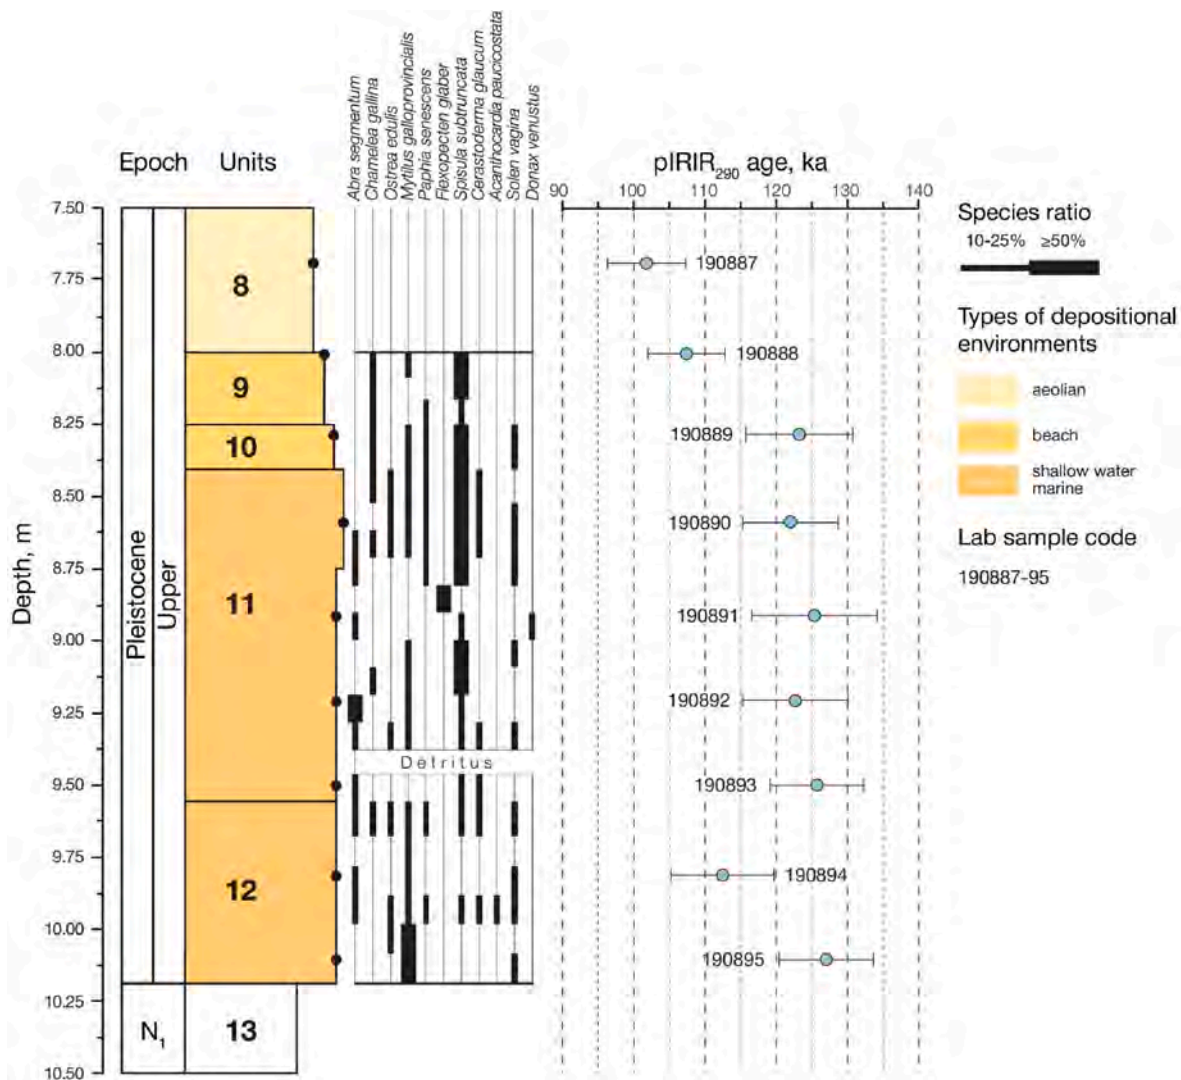 Abra segmentum
Chamelea gallina
Ostrea edulis
Mytilus galloprovincialis
Paphia senescens
Flexopecten glaber
Spisula subtruncata
Cerastoderma glaucum
Acanthocardia paucicostata
Solen vagina
Donax venustus
Epoch Units
pIRIR290 age, ka
90 100 110 120 130 140
Depth, m
7.50
7.75
8.00
8.25
8.50
8.75
9.00
9.25
9.50
9.75
10.00
10.25
10.50
Pleistocene
Upper
N1
8
9
10
11
12
13
Detritus
190887
190888
190889
190890
190891
190892
190893
190894
190895
Species ratio
10-25% ≥50%
Types of depositional
environments
aeolian
beach
shallow water
marine
Lab sample code
190887-95